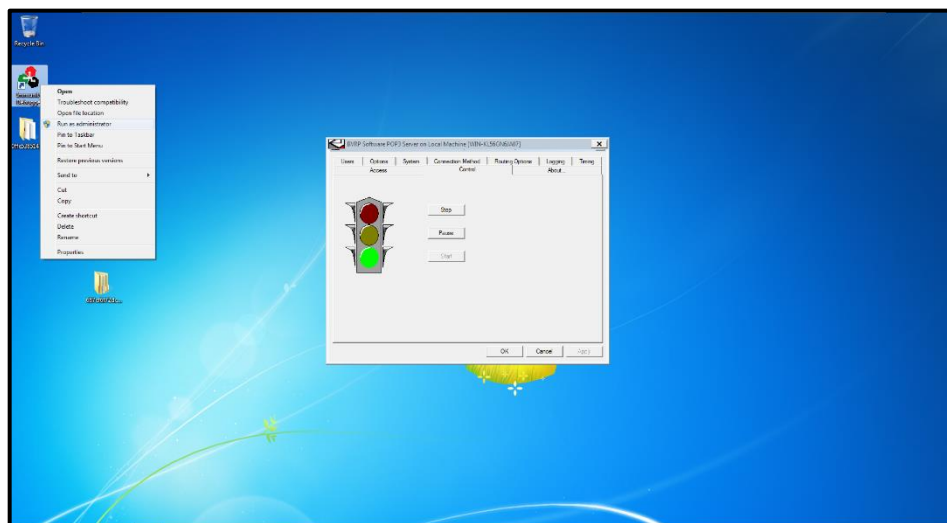 Recycle Bin
Open
Troubleshoot compatibility
Open file location
Run as administrator
Pin to Taskbar
Pin to Start Menu
Restore previous versions
Send to
Cut
Copy
Create shortcut
Delete
Rename
Properties
Software POP3 Server on Local Machine
Users Options System Connection Method Routing Options Logging Timing
Access Control About...
Stop
Pause
Start
OK Cancel Apply